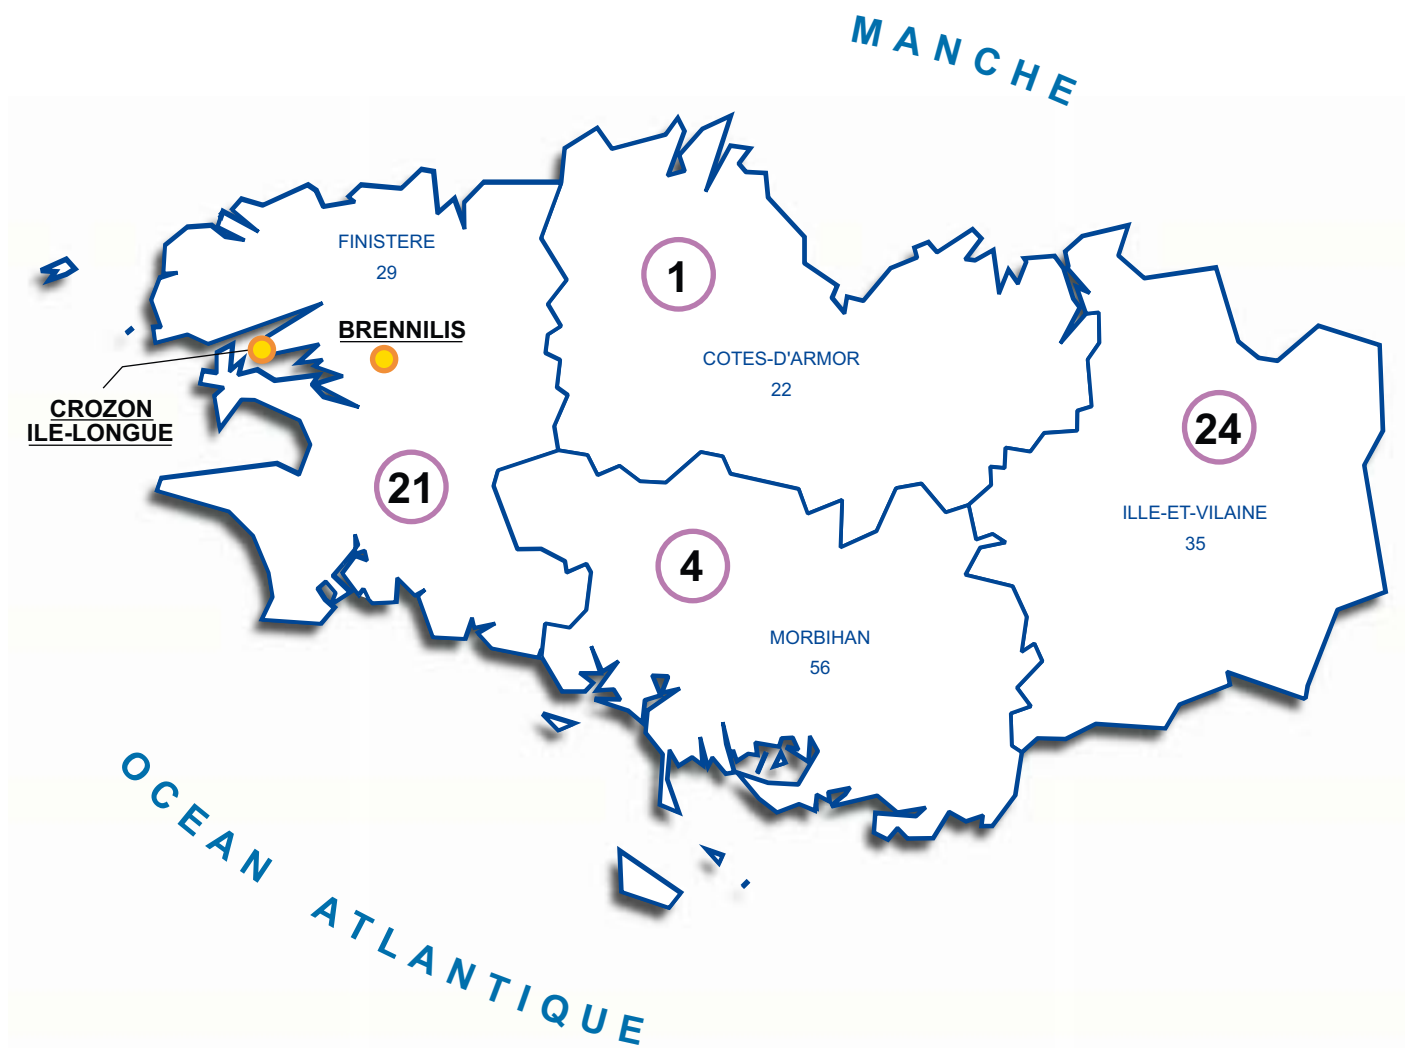 MANCHE
FINISTERE
29
1
BRENNILIS
COTES-D'ARMOR
22
CROZON
ILE-LONGUE
24
21
ILLE-ET-VILAINE
35
4
MORBIHAN
56
OCEAN ATLANTIQUE